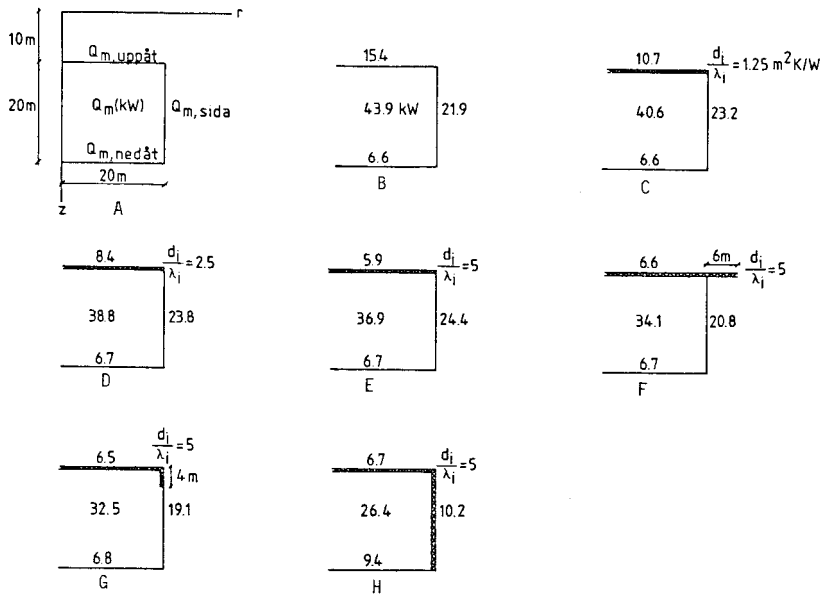 r
10m
Q_m,uppåt
20m
Q_m(kW)
Q_m,sida
Q_m,nedåt
20m
z
A
15.4
43.9 kW
21.9
6.6
B
10.7
d_i/λ_i = 1.25 m²K/W
40.6
23.2
6.6
C
8.4
d_i/λ_i = 2.5
38.8
23.8
6.7
D
5.9
d_i/λ_i = 5
36.9
24.4
6.7
E
6.6
6m
d_i/λ_i = 5
34.1
20.8
6.7
F
6.5
d_i/λ_i = 5
4m
32.5
19.1
6.8
G
6.7
d_i/λ_i = 5
26.4
10.2
9.4
H